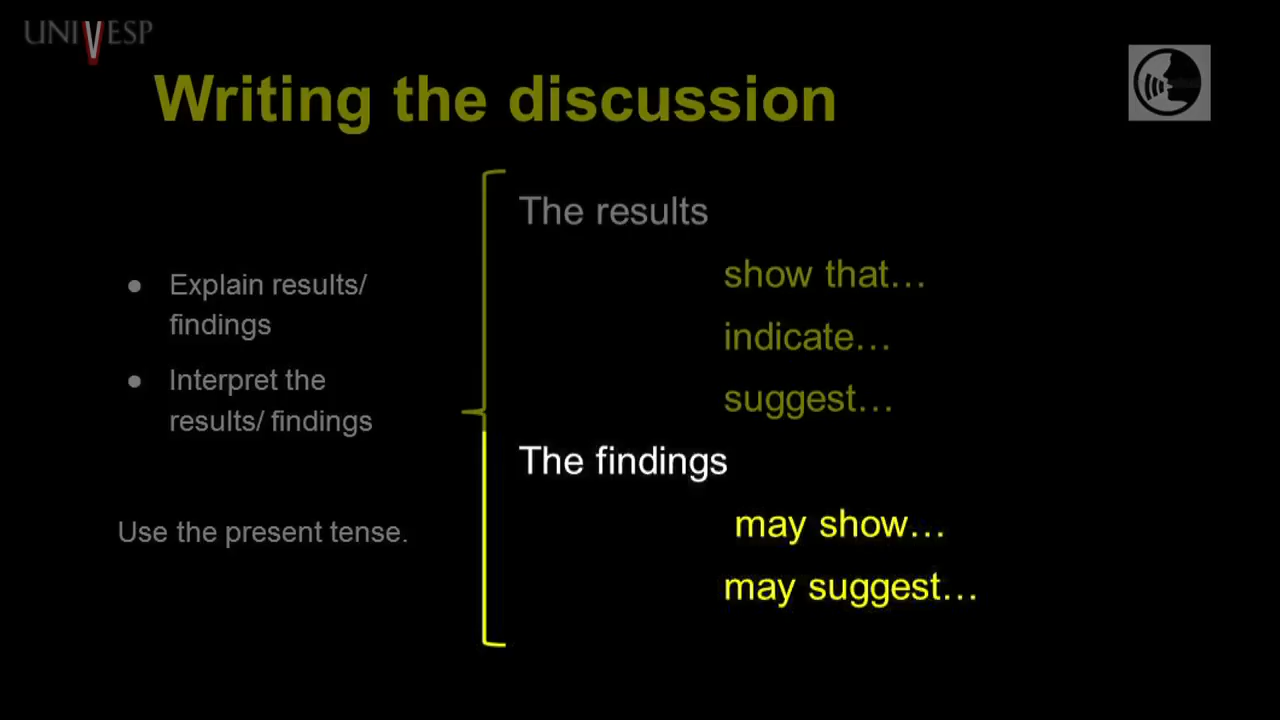 UNIVESP
Writing the discussion
● Explain results/
findings
● Interpret the
results/ findings
Use the present tense.
The results
show that…
indicate…
suggest…
The findings
may show…
may suggest…